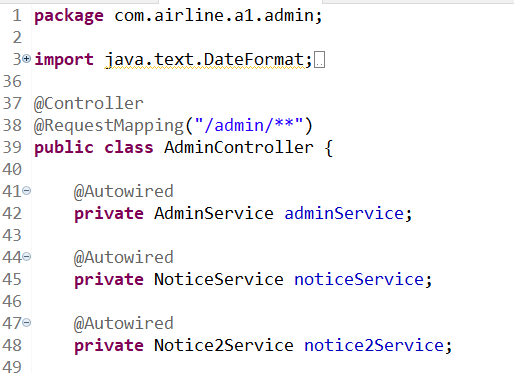 1 package com.airline.a1.admin;
2
3 import java.text.DateFormat;
36
37 @Controller
38 @RequestMapping("/admin/**")
39 public class AdminController {
40
41 @Autowired
42 private AdminService adminService;
43
44 @Autowired
45 private NoticeService noticeService;
46
47 @Autowired
48 private Notice2Service notice2Service;
49